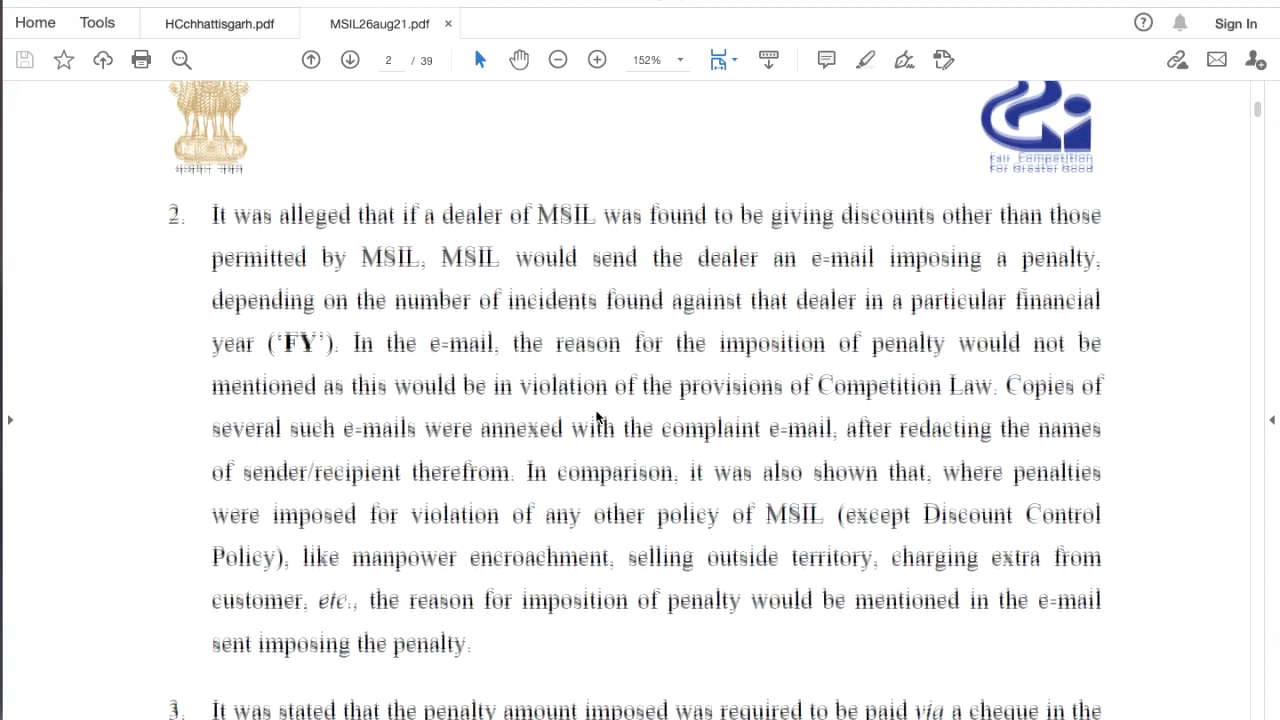 Home Tools HCchhattisgarh.pdf MSIL26aug21.pdf × Sign In
2 / 39 152%
Fair Competition
For Greater Good
2. It was alleged that if a dealer of MSIL was found to be giving discounts other than those
permitted by MSIL, MSIL would send the dealer an e-mail imposing a penalty,
depending on the number of incidents found against that dealer in a particular financial
year ('FY'). In the e-mail, the reason for the imposition of penalty would not be
mentioned as this would be in violation of the provisions of Competition Law. Copies of
several such e-mails were annexed with the complaint e-mail, after redacting the names
of sender/recipient therefrom. In comparison, it was also shown that, where penalties
were imposed for violation of any other policy of MSIL (except Discount Control
Policy), like manpower encroachment, selling outside territory, charging extra from
customer, etc., the reason for imposition of penalty would be mentioned in the e-mail
sent imposing the penalty.
3. It was stated that the penalty amount imposed was required to be paid via a cheque in the